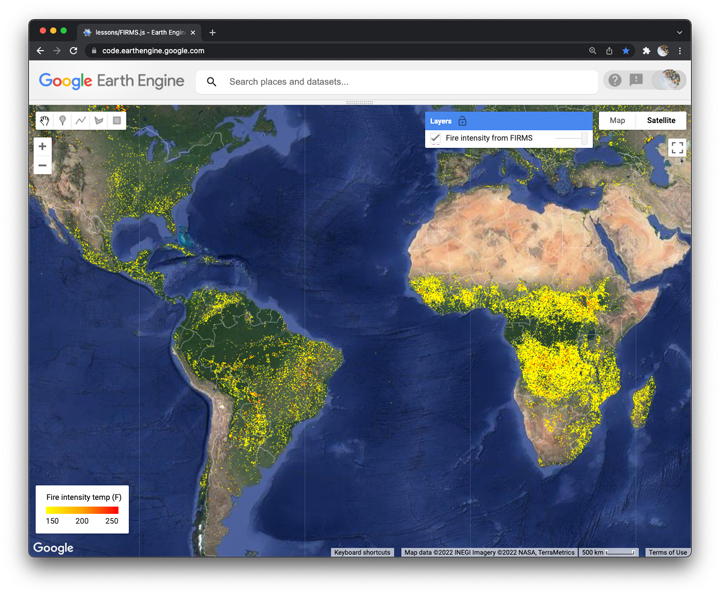 lessons/FIRMS.js - Earth Engin
code.earthengine.google.com
Google Earth Engine
Search places and datasets...
Layers
Map
Satellite
Fire intensity from FIRMS
Fire intensity temp (F)
150 200 250
Google
Keyboard shortcuts
Map data ©2022 INEGI Imagery ©2022 NASA, TerraMetrics
500 km
Terms of Use